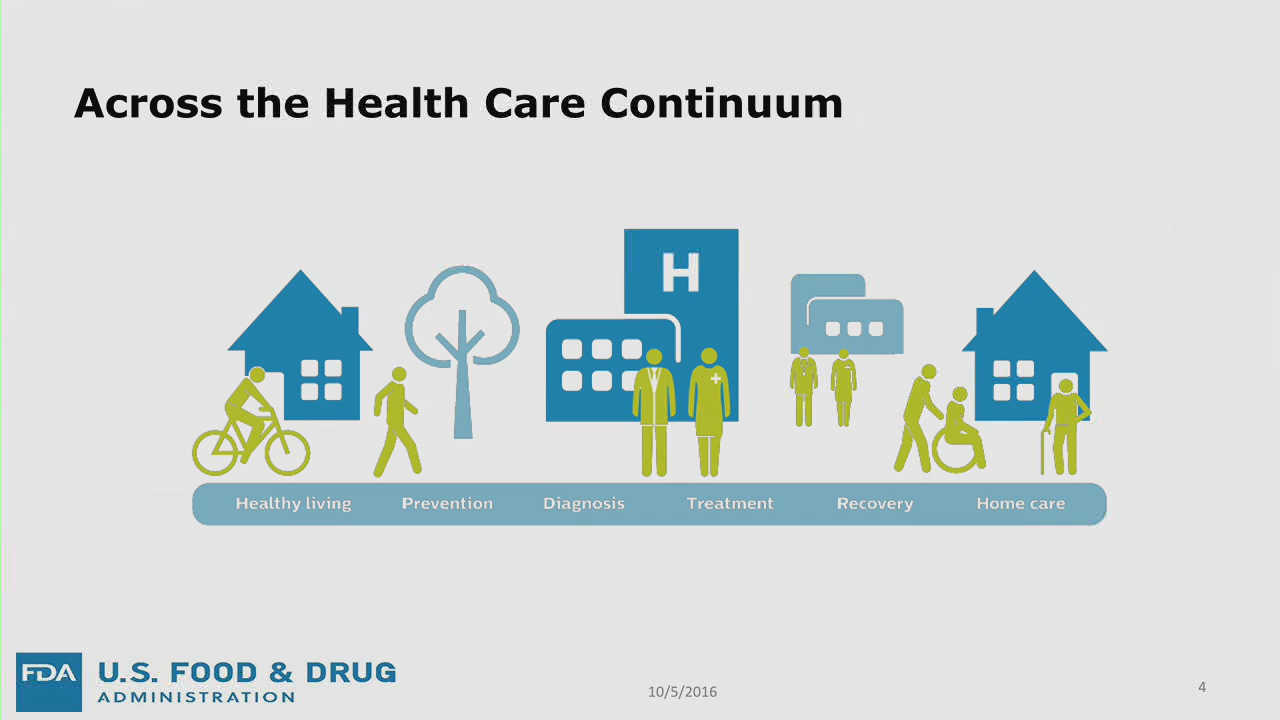 Across the Health Care Continuum
H
Healthy living Prevention Diagnosis Treatment Recovery Home care
FDA U.S. FOOD & DRUG
ADMINISTRATION
10/5/2016
4